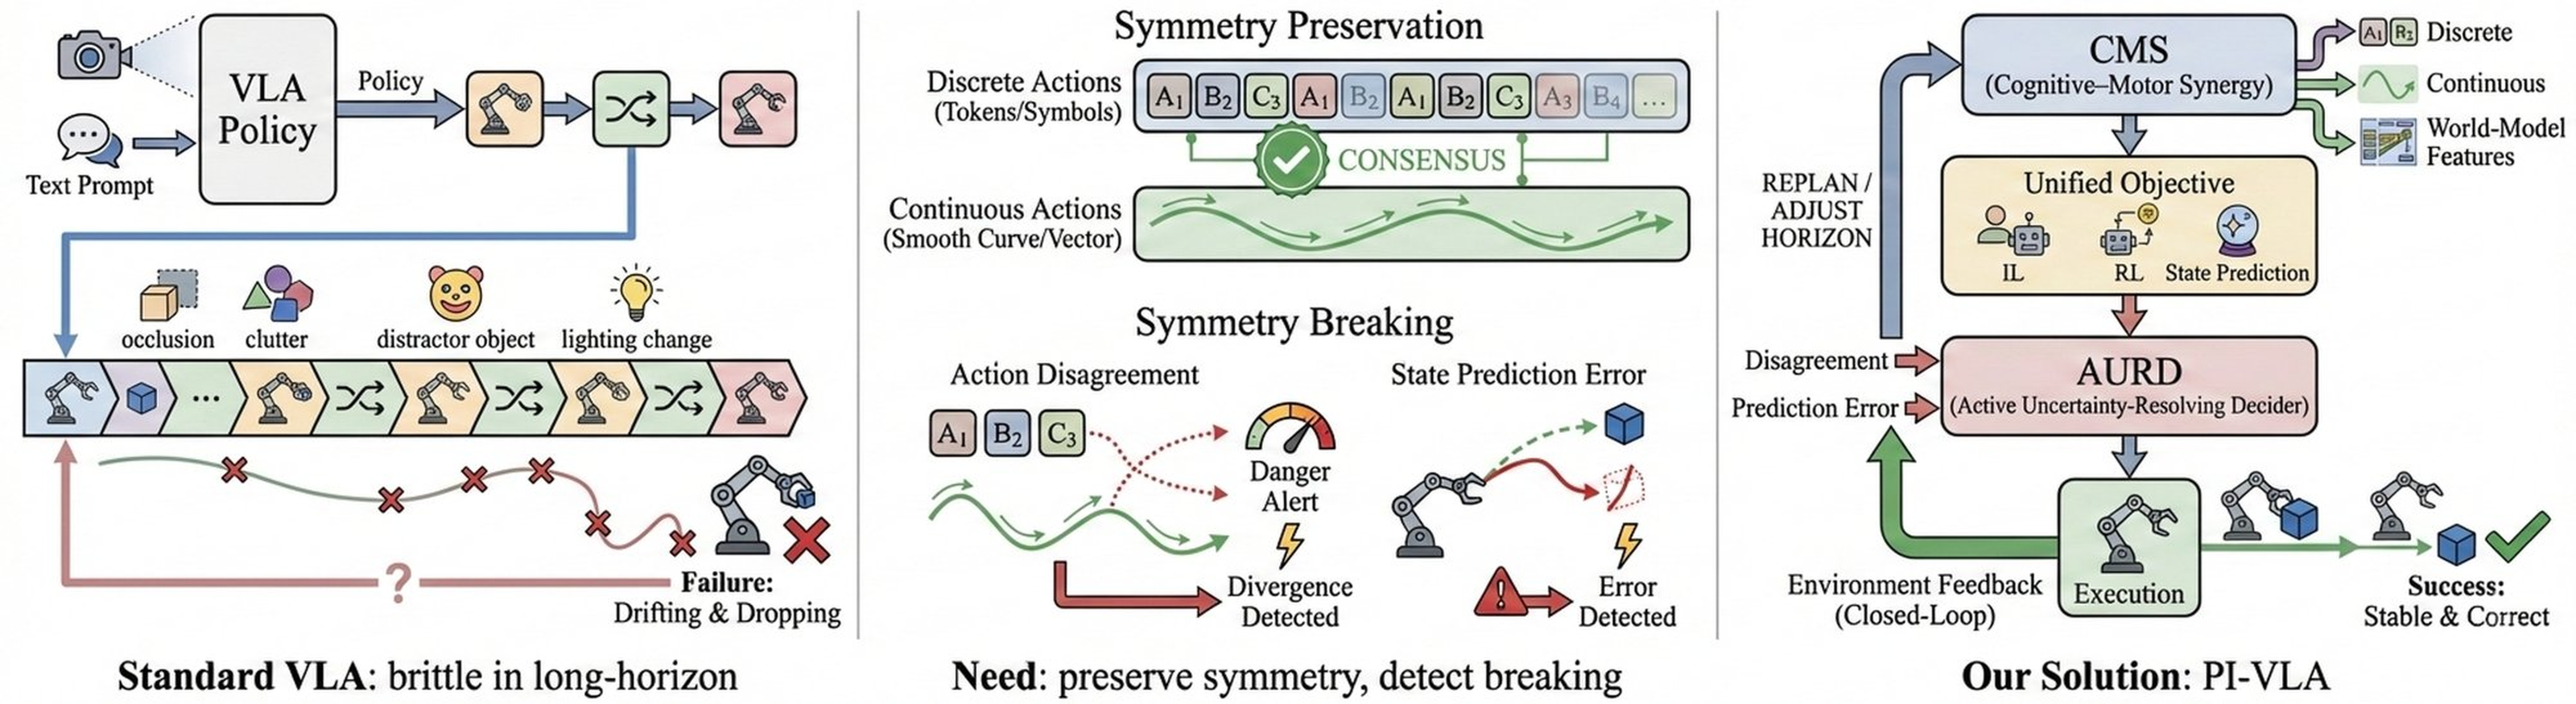 VLA
Policy
Policy
Text Prompt
occlusion
clutter
distractor object
lighting change
...
?
Failure:
Drifting & Dropping
Standard VLA: brittle in long-horizon
Symmetry Preservation
Discrete Actions
(Tokens/Symbols)
A1 B2 C3 A1 B2 A1 B2 C3 A3 B4 ...
CONSENSUS
Continuous Actions
(Smooth Curve/Vector)
Symmetry Breaking
Action Disagreement
A1 B2 C3
Danger
Alert
Divergence
Detected
State Prediction Error
Error
Detected
Need: preserve symmetry, detect breaking
CMS
(Cognitive–Motor Synergy)
A1
Discrete
Continuous
World-Model
Features
REPLAN /
ADJUST
HORIZON
Unified Objective
IL
RL
State Prediction
Disagreement
Prediction Error
AURD
(Active Uncertainty-Resolving Decider)
Environment Feedback
(Closed-Loop)
Execution
Success:
Stable & Correct
Our Solution: PI-VLA